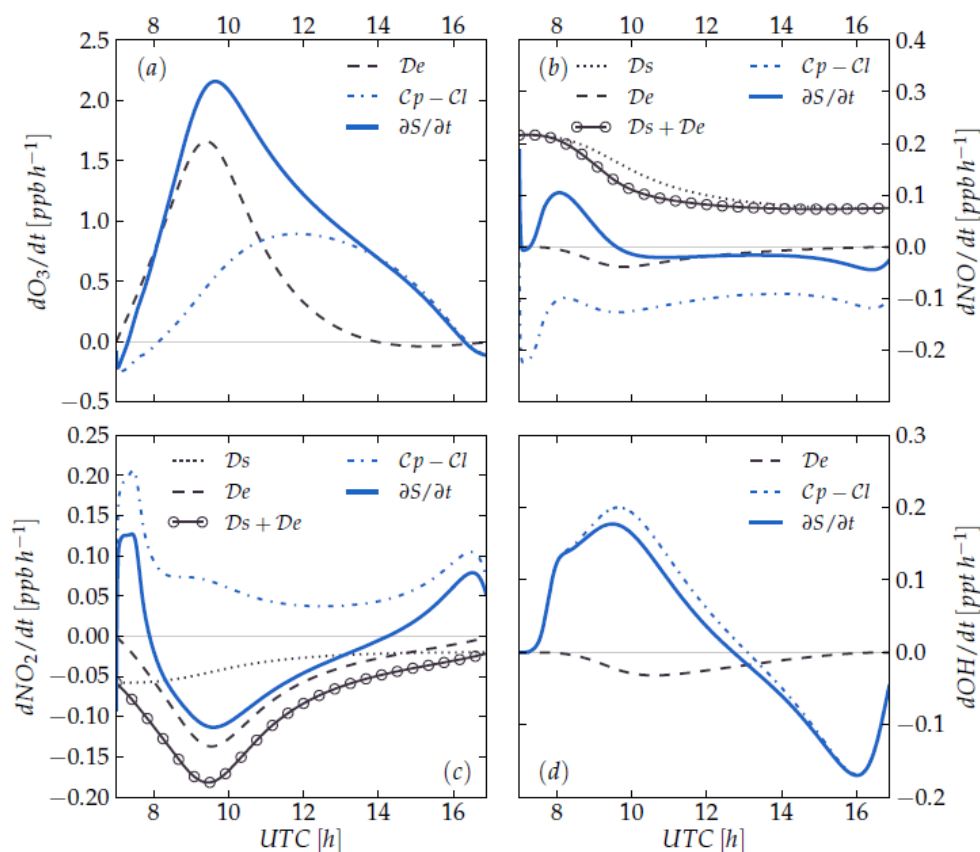 8 10 12 14 16
8 10 12 14 16
2.5
2.0
1.5
1.0
0.5
0.0
−0.5
dO₃/dt [ppb h⁻¹]
(a)
De
Cp − Cl
∂S/∂t
(b)
Ds
De
Ds + De
Cp − Cl
∂S/∂t
0.4
0.3
0.2
0.1
0.0
−0.1
−0.2
dNO/dt [ppb h⁻¹]
0.25
0.20
0.15
0.10
0.05
0.00
−0.05
−0.10
−0.15
−0.20
dNO₂/dt [ppb h⁻¹]
Ds
De
Ds + De
Cp − Cl
∂S/∂t
(c)
8 10 12 14 16
UTC [h]
De
Cp − Cl
∂S/∂t
(d)
0.3
0.2
0.1
0.0
−0.1
−0.2
dOH/dt [ppt h⁻¹]
8 10 12 14 16
UTC [h]